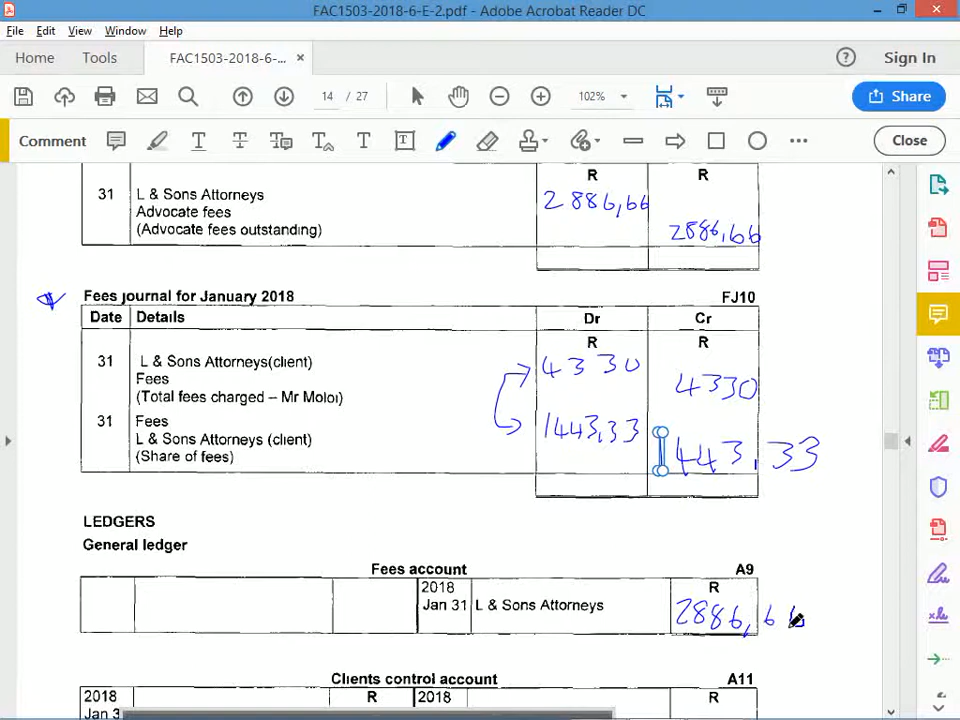 FAC1503-2018-6-E-2.pdf - Adobe Acrobat Reader DC
File Edit View Window Help
Home Tools FAC1503-2018-6-... × ? Sign In
14 / 27 102% Share
Comment Close
R R
31 L & Sons Attorneys 2886,66
Advocate fees
(Advocate fees outstanding) 2886,66
Fees journal for January 2018 FJ10
Date Details Dr Cr
R R
31 L & Sons Attorneys(client) 4330
Fees 4330
(Total fees charged – Mr Moloi)
31 Fees 1443,33
L & Sons Attorneys (client) 1443,33
(Share of fees)
LEDGERS
General ledger
Fees account A9
2018 R
Jan 31 L & Sons Attorneys 2886,66
Clients control account A11
2018 R 2018 R
Jan 3